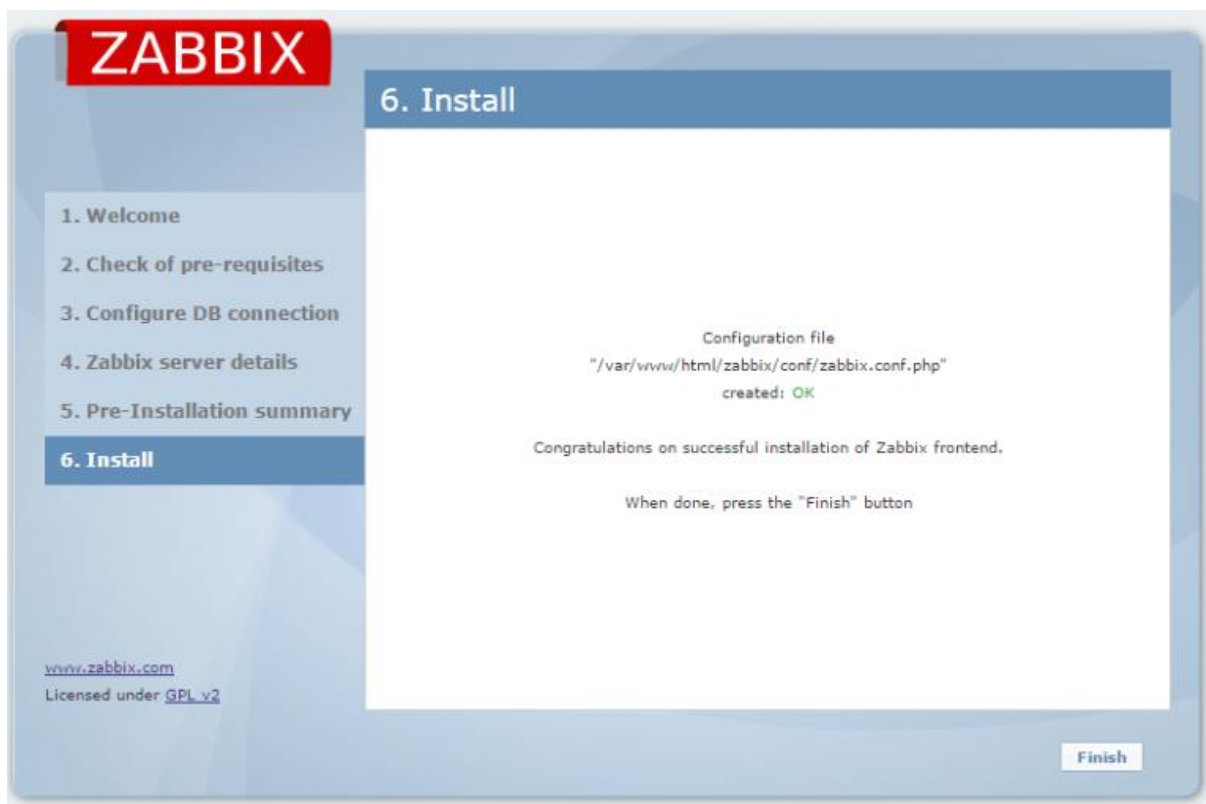 ZABBIX
6. Install
1. Welcome
2. Check of pre-requisites
3. Configure DB connection
4. Zabbix server details
5. Pre-Installation summary
6. Install
Configuration file
"/var/www/html/zabbix/conf/zabbix.conf.php"
created: OK
Congratulations on successful installation of Zabbix frontend.
When done, press the "Finish" button
www.zabbix.com
Licensed under GPL v2
Finish